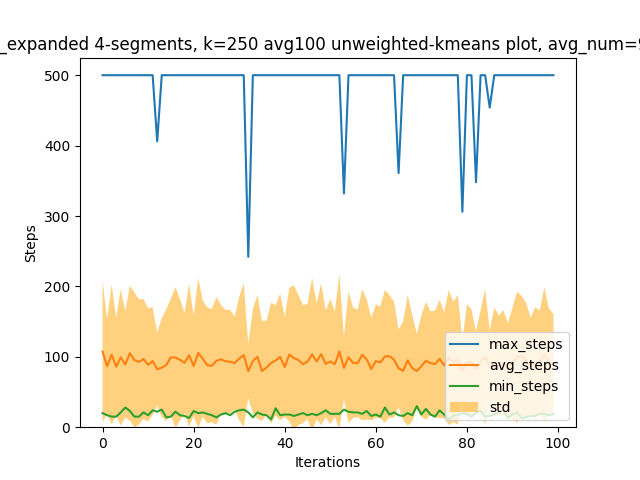 _expanded 4-segments, k=250 avg100 unweighted-kmeans plot, avg_num=9
500
400
300
200
100
0
Steps
0 20 40 60 80 100
Iterations
max_steps
avg_steps
min_steps
std